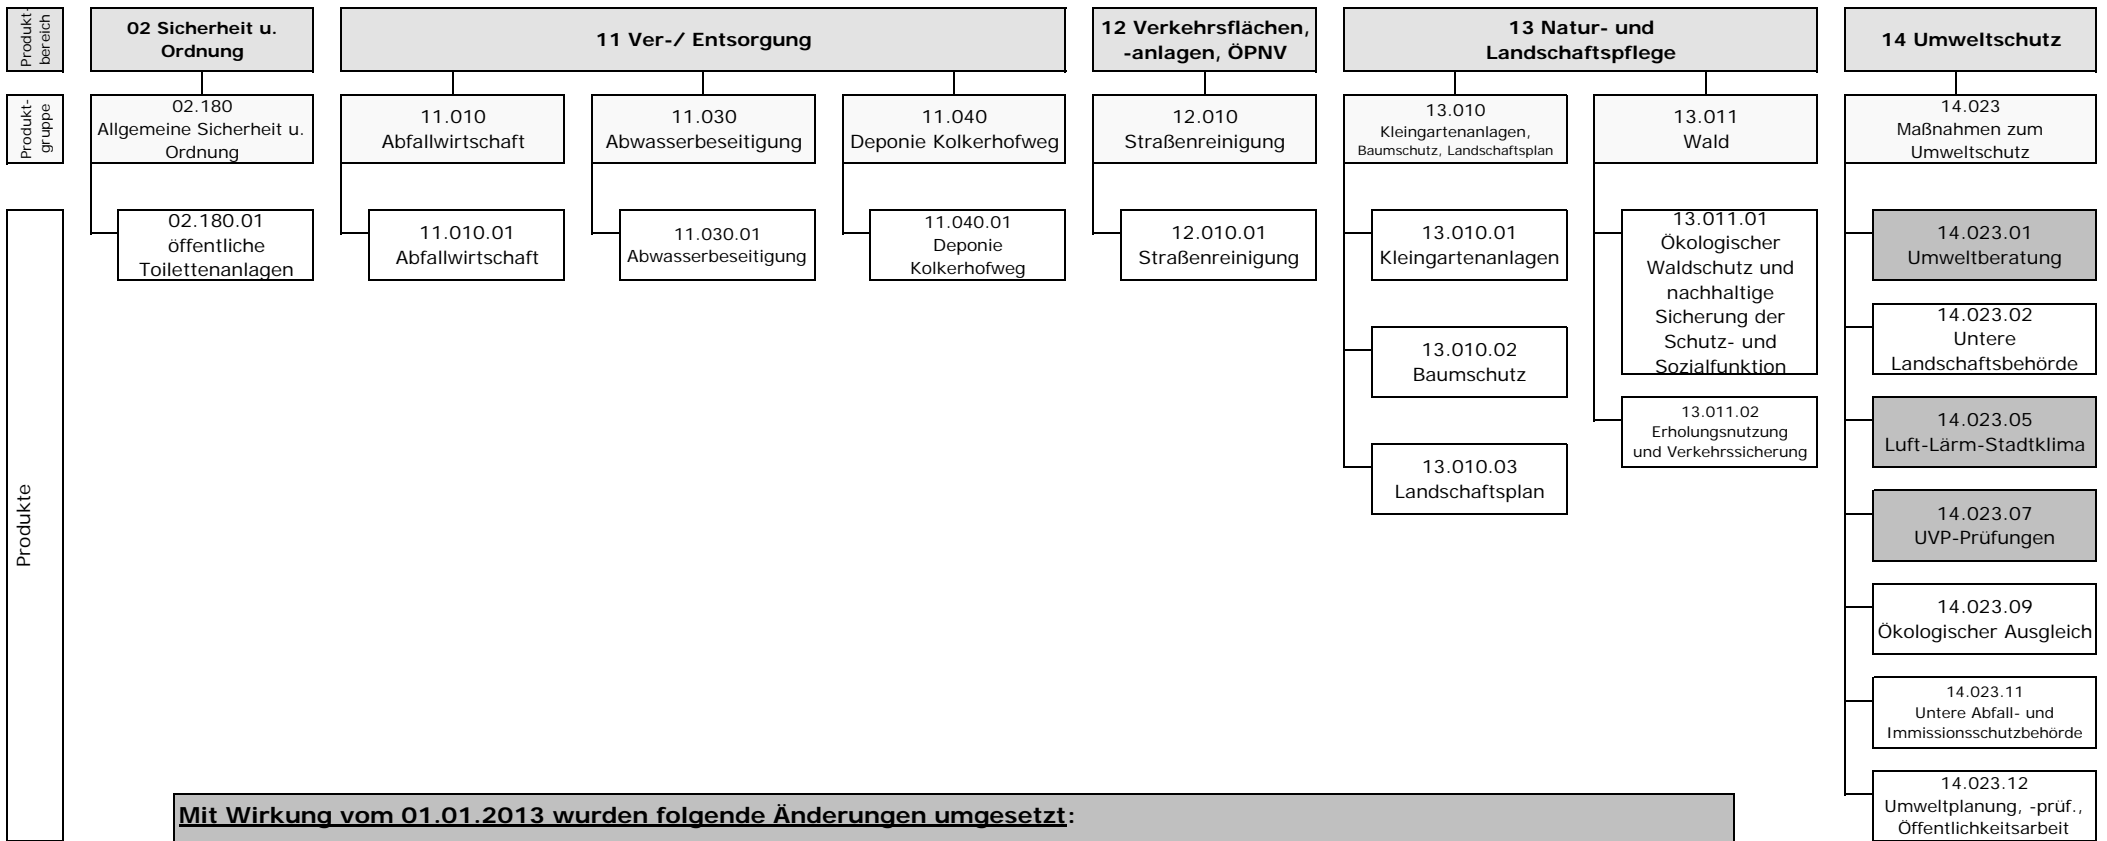 Produkt-
bereich
02 Sicherheit u.
Ordnung
11 Ver-/ Entsorgung
12 Verkehrsflächen,
-anlagen, ÖPNV
13 Natur- und
Landschaftspflege
14 Umweltschutz
Produkt-
gruppe
02.180
Allgemeine Sicherheit u.
Ordnung
11.010
Abfallwirtschaft
11.030
Abwasserbeseitigung
11.040
Deponie Kolkerhofweg
12.010
Straßenreinigung
13.010
Kleingartenanlagen,
Baumschutz, Landschaftsplan
13.011
Wald
14.023
Maßnahmen zum
Umweltschutz
Produkte
02.180.01
öffentliche
Toilettenanlagen
11.010.01
Abfallwirtschaft
11.030.01
Abwasserbeseitigung
11.040.01
Deponie
Kolkerhofweg
12.010.01
Straßenreinigung
13.010.01
Kleingartenanlagen
13.010.02
Baumschutz
13.010.03
Landschaftsplan
13.011.01
Ökologischer
Waldschutz und
nachhaltige
Sicherung der
Schutz- und
Sozialfunktion
13.011.02
Erholungsnutzung
und Verkehrssicherung
14.023.01
Umweltberatung
14.023.02
Untere
Landschaftsbehörde
14.023.05
Luft-Lärm-Stadtklima
14.023.07
UVP-Prüfungen
14.023.09
Ökologischer Ausgleich
14.023.11
Untere Abfall- und
Immissionsschutzbehörde
14.023.12
Umweltplanung, -prüf.,
Öffentlichkeitsarbeit
Mit Wirkung vom 01.01.2013 wurden folgende Änderungen umgesetzt: